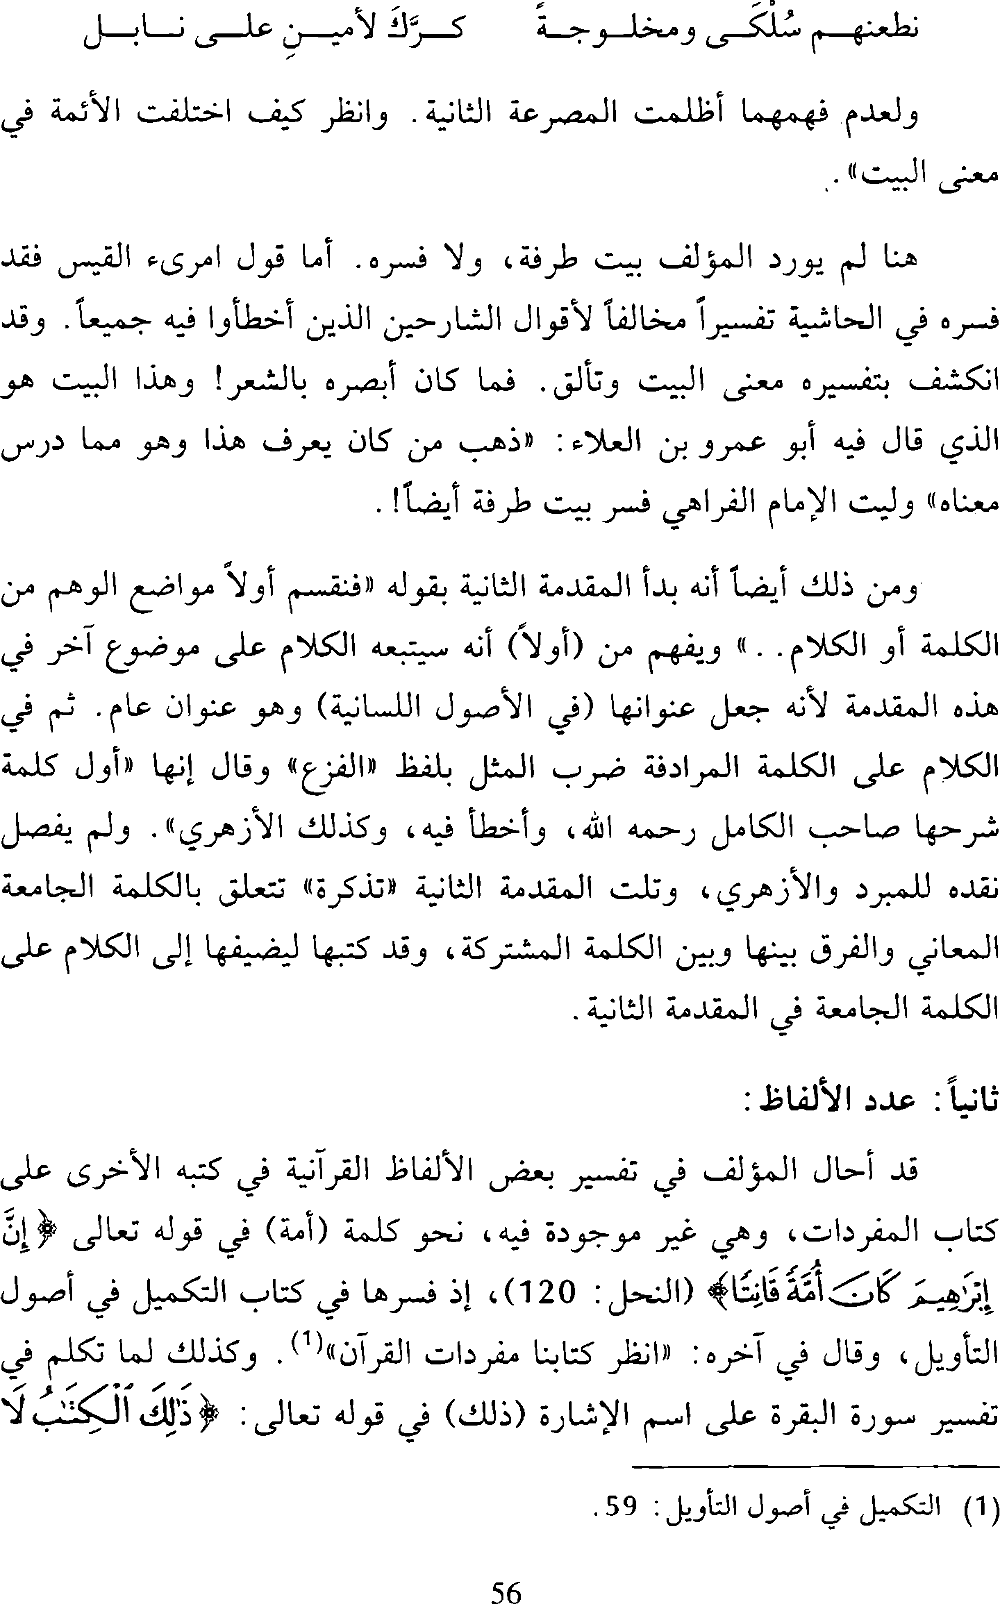 نطعنهـم سُلْكَـى ومخلـوجـةً كـرَّكَ لأميـنِ علـى نـابـل
ولعدم فهمهما أظلمت المصرعة الثانية. وانظر كيف اختلفت الأئمة في
معنى البيت».
هنا لم يورد المؤلف بيت طرفة، ولا فسره. أما قول امرىء القيس فقد
فسره في الحاشية تفسيراً مخالفاً لأقوال الشارحين الذين أخطأوا فيه جميعاً. وقد
انكشف بتفسيره معنى البيت وتألق. فما كان أبصره بالشعر! وهذا البيت هو
الذي قال فيه أبو عمرو بن العلاء: «ذهب من كان يعرف هذا وهو مما درس
معناه» وليت الإمام الفراهي فسر بيت طرفة أيضاً!.
ومن ذلك أيضاً أنه بدأ المقدمة الثانية بقوله «فنقسم أولاً مواضع الوهم من
الكلمة أو الكلام. .» ويفهم من (أولاً) أنه سيتبعه الكلام على موضوع آخر في
هذه المقدمة لأنه جعل عنوانها (في الأصول اللسانية) وهو عنوان عام. ثم في
الكلام على الكلمة المرادفة ضرب المثل بلفظ «الفزع» وقال إنها «أول كلمة
شرحها صاحب الكامل رحمه الله، وأخطأ فيه، وكذلك الأزهري». ولم يفصل
نقده للمبرد والأزهري، وتلت المقدمة الثانية «تذكرة» تتعلق بالكلمة الجامعة
المعاني والفرق بينها وبين الكلمة المشتركة، وقد كتبها ليضيفها إلى الكلام على
الكلمة الجامعة في المقدمة الثانية.
ثانياً: عدد الألفاظ:
قد أحال المؤلف في تفسير بعض الألفاظ القرآنية في كتبه الأخرى على
كتاب المفردات، وهي غير موجودة فيه، نحو كلمة (أمة) في قوله تعالى ﴿إِنَّ
إِبْرَٰهِيمَ كَانَ أُمَّةً قَانِتًا﴾ (النحل: 120)، إذ فسرها في كتاب التكميل في أصول
التأويل، وقال في آخره: «انظر كتابنا مفردات القرآن»(1). وكذلك لما تكلم في
تفسير سورة البقرة على اسم الإشارة (ذلك) في قوله تعالى: ﴿ذَٰلِكَ ٱلْكِتَٰبُ لَا
(1) التكميل في أصول التأويل: 59.
56